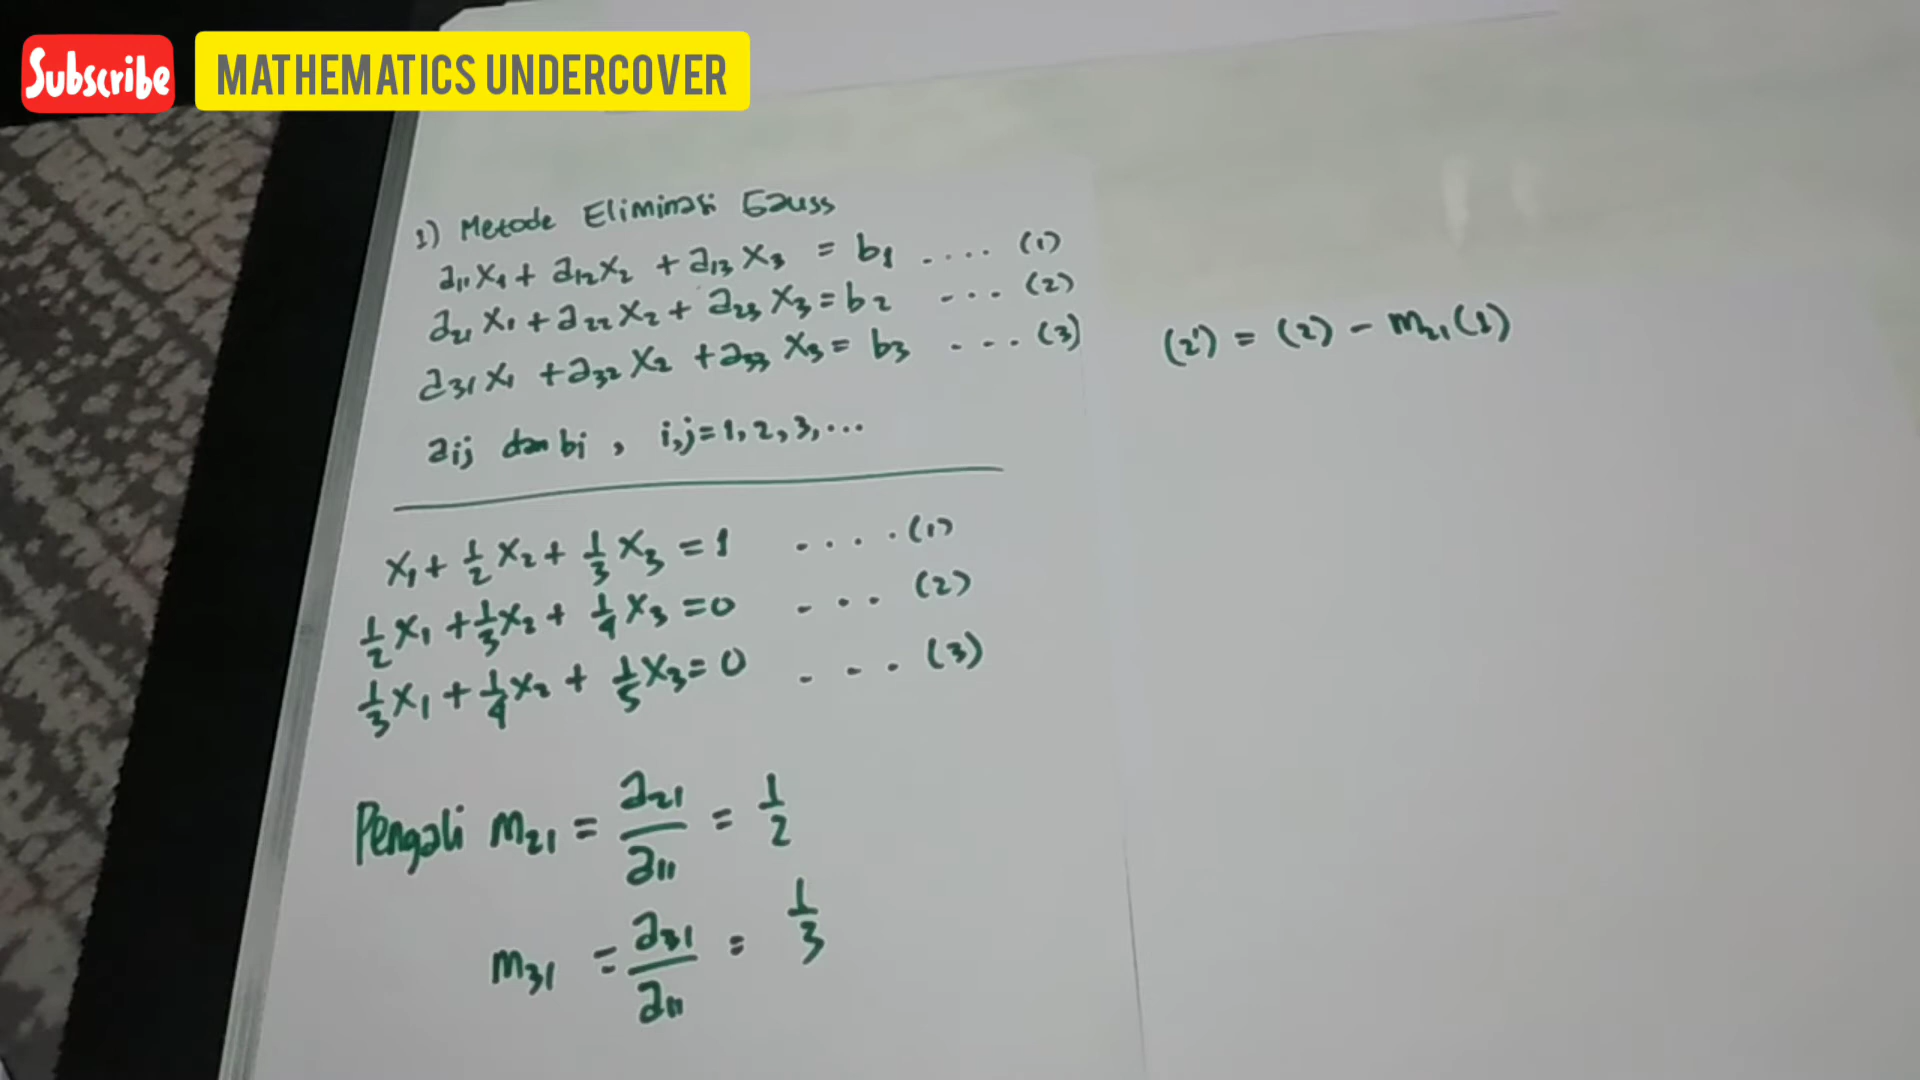 Subscribe
MATHEMATICS UNDERCOVER
1) Metode Eliminasi Gauss
a₁₁x₁ + a₁₂x₂ + a₁₃x₃ = b₁ .... (1)
a₂₁x₁ + a₂₂x₂ + a₂₃x₃ = b₂ ... (2)
a₃₁x₁ + a₃₂x₂ + a₃₃x₃ = b₃ ... (3)
aij dan bi , i,j=1,2,3,...
x₁ + 1/2 x₂ + 1/3 x₃ = 1 .... (1)
1/2 x₁ + 1/3 x₂ + 1/4 x₃ = 0 ... (2)
1/3 x₁ + 1/4 x₂ + 1/5 x₃ = 0 ... (3)
Pengali m₂₁ = a₂₁/a₁₁ = 1/2
m₃₁ = a₃₁/a₁₁ = 1/3
(2') = (2) - m₂₁(1)